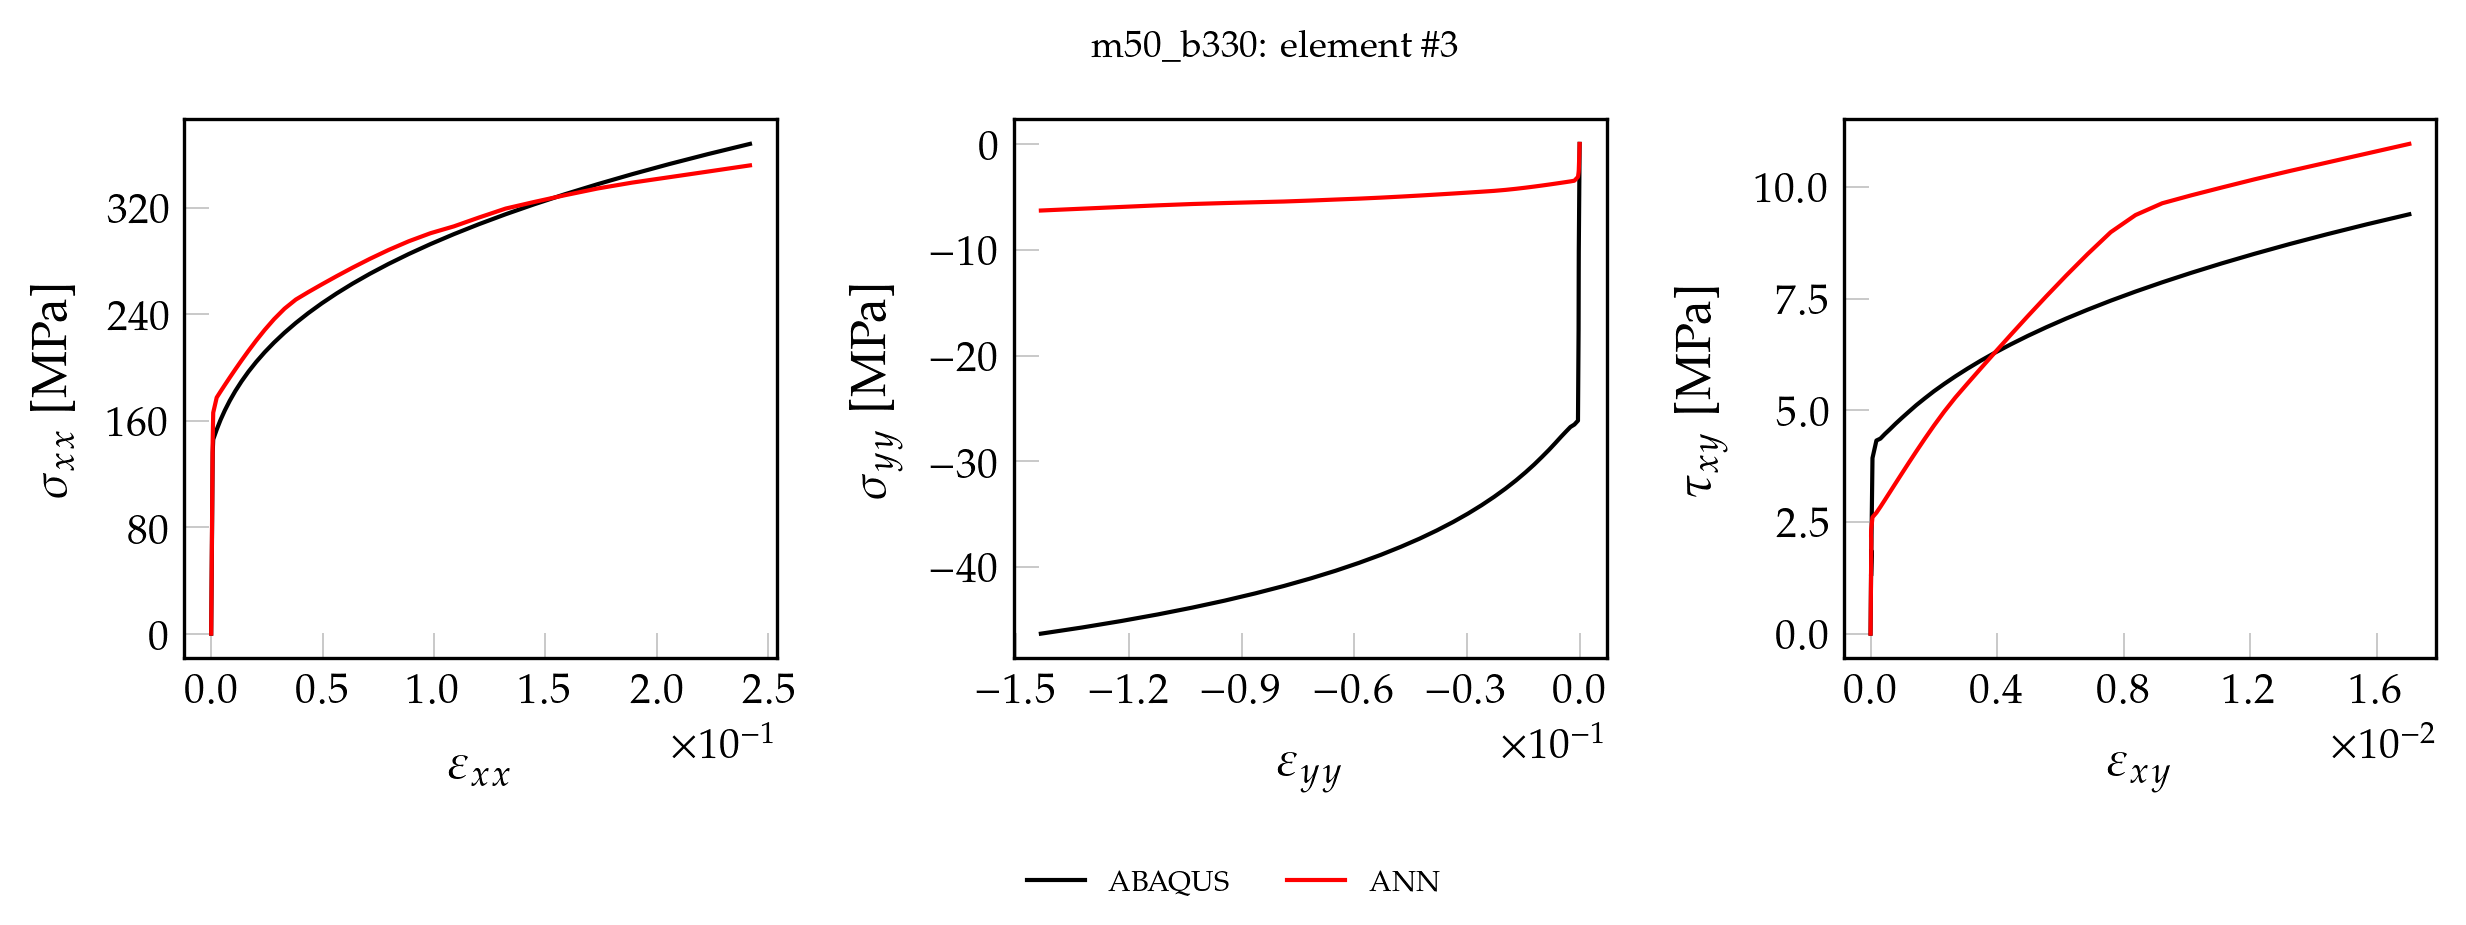 m50_b330: element #3
σxx [MPa]
320
240
160
80
0
0.0 0.5 1.0 1.5 2.0 2.5
×10⁻¹
εxx
σyy [MPa]
0
−10
−20
−30
−40
−1.5 −1.2 −0.9 −0.6 −0.3 0.0
×10⁻¹
εyy
τxy [MPa]
10.0
7.5
5.0
2.5
0.0
0.0 0.4 0.8 1.2 1.6
×10⁻²
εxy
ABAQUS ANN